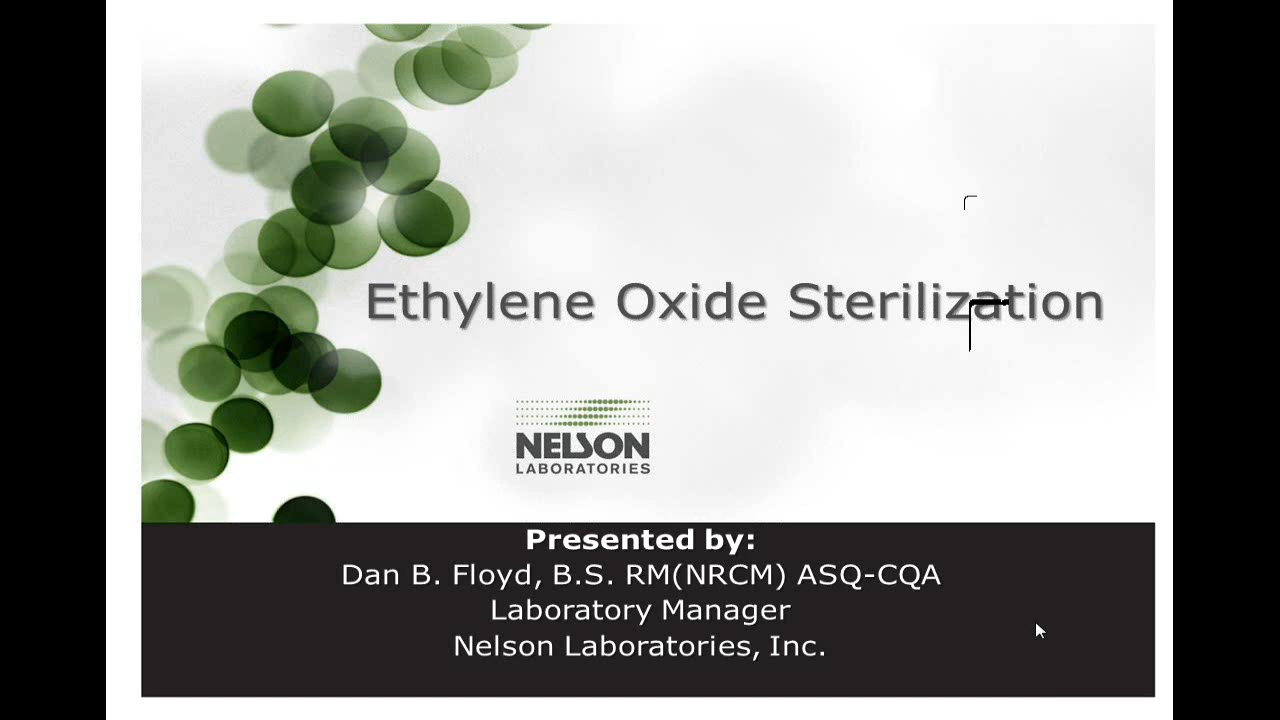 Ethylene Oxide Sterilization
NELSON
LABORATORIES
Presented by:
Dan B. Floyd, B.S. RM(NRCM) ASQ-CQA
Laboratory Manager
Nelson Laboratories, Inc.